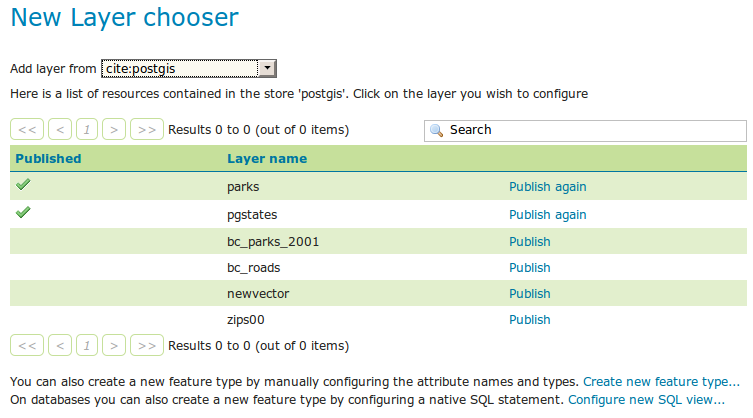 New Layer chooser
Add layer from cite:postgis
Here is a list of resources contained in the store 'postgis'. Click on the layer you wish to configure
<< < 1 > >> Results 0 to 0 (out of 0 items) Search
Published Layer name
parks Publish again
pgstates Publish again
bc_parks_2001 Publish
bc_roads Publish
newvector Publish
zips00 Publish
<< < 1 > >> Results 0 to 0 (out of 0 items)
You can also create a new feature type by manually configuring the attribute names and types. Create new feature type...
On databases you can also create a new feature type by configuring a native SQL statement. Configure new SQL view...